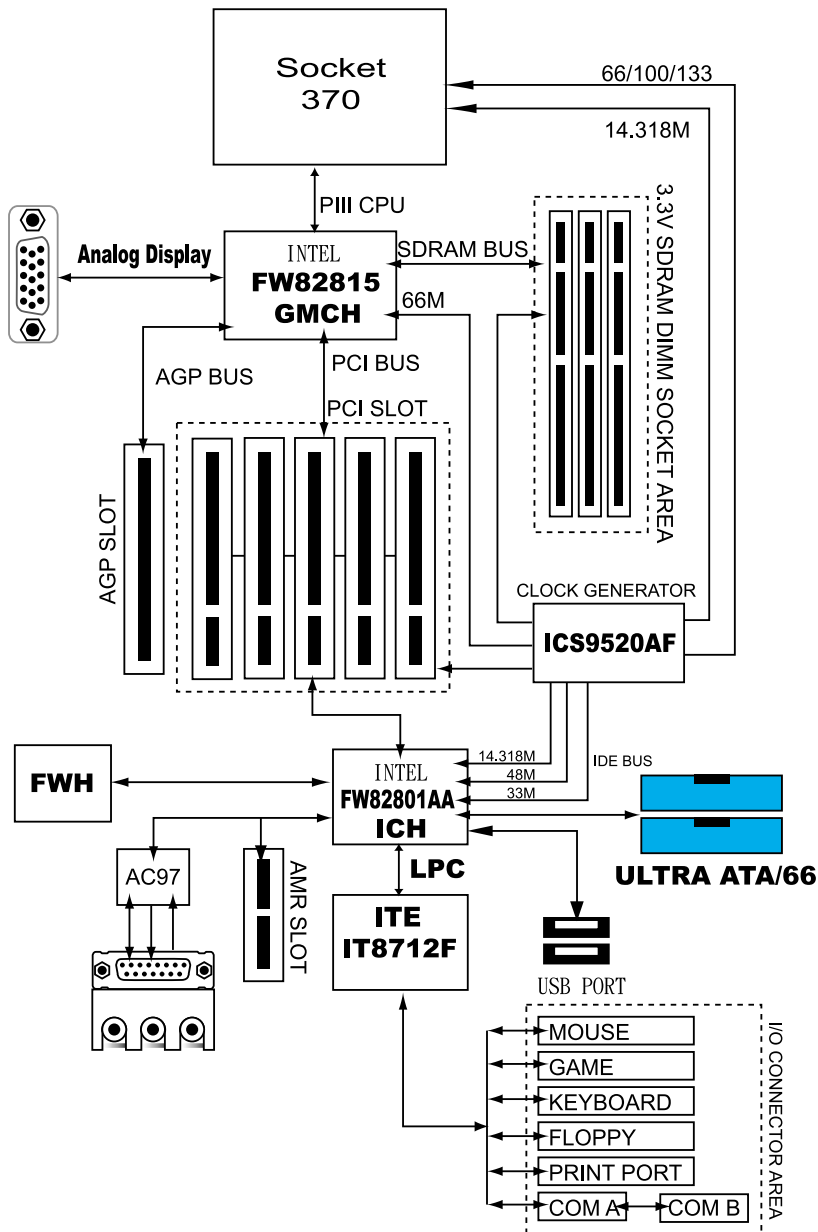 Socket
370
66/100/133
14.318M
PIII CPU
3.3V SDRAM DIMM SOCKET AREA
Analog Display
INTEL
FW82815
GMCH
SDRAM BUS
66M
AGP BUS
PCI BUS
PCI SLOT
AGP SLOT
CLOCK GENERATOR
ICS9520AF
FWH
INTEL
FW82801AA
ICH
14.318M
48M
33M
IDE BUS
ULTRA ATA/66
AC97
AMR SLOT
LPC
ITE
IT8712F
USB PORT
I/O CONNECTOR AREA
MOUSE
GAME
KEYBOARD
FLOPPY
PRINT PORT
COM A
COM B